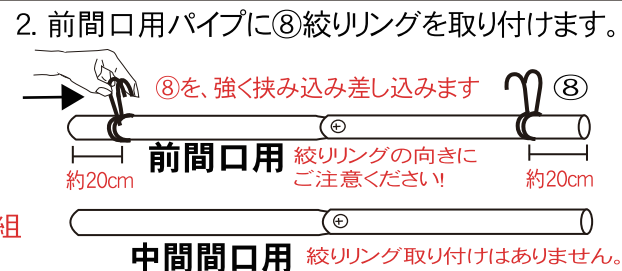 2. 前間口用パイプに⑧絞りリングを取り付けます。
⑧を、強く挟み込み差し込みます
⑧
前間口用
絞りリングの向きに
ご注意ください!
約20cm
約20cm
組
中間間口用
絞りリング取り付けはありません。